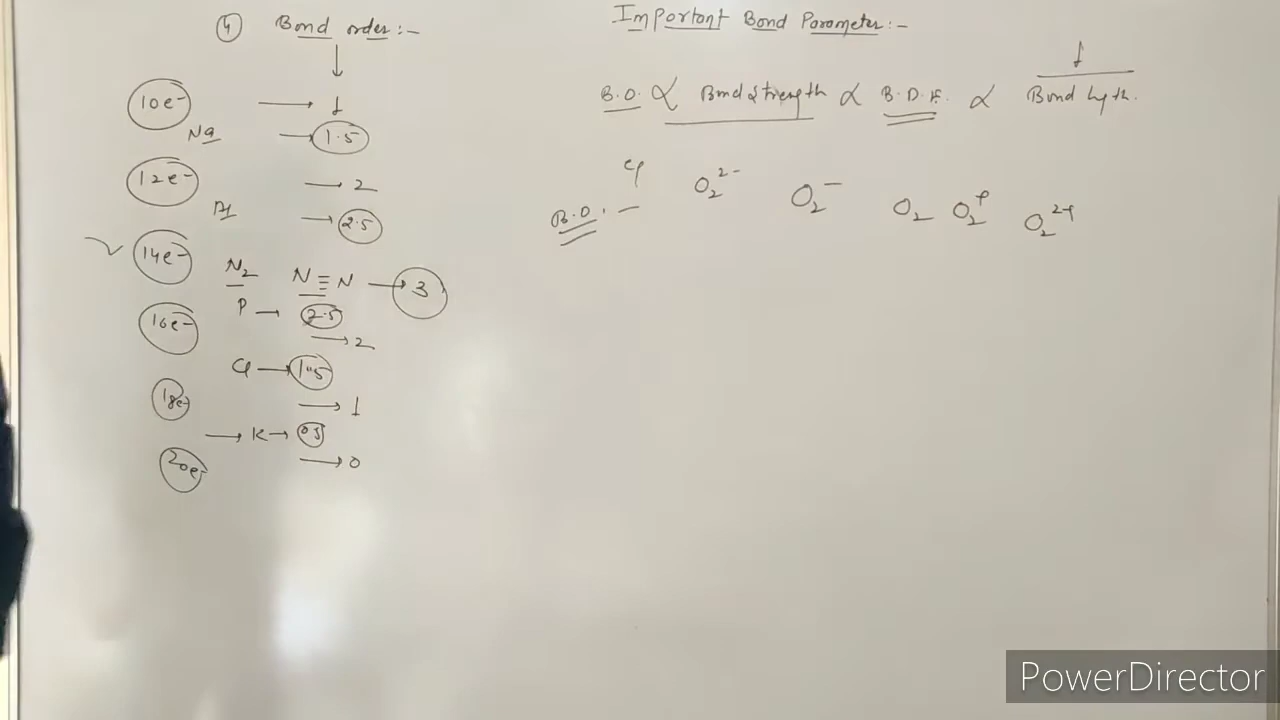 ④ Bond order:-
↓
10e⁻ → 1
Na → 1.5
12e⁻ → 2
→ 2.5
14e⁻ N₂ N≡N → 3
P → 2.5
16e⁻ → 2
Cl → 1.5
18e⁻ → 1
→ K → 0.5
20e⁻ → 0
Important Bond Parameter:-
1
B.O. ∝ Bond Strength ∝ B.D.E. ∝ Bond length.
B.O. :- O₂²⁻ O₂⁻ O₂ O₂⁺ O₂²⁺
PowerDirector